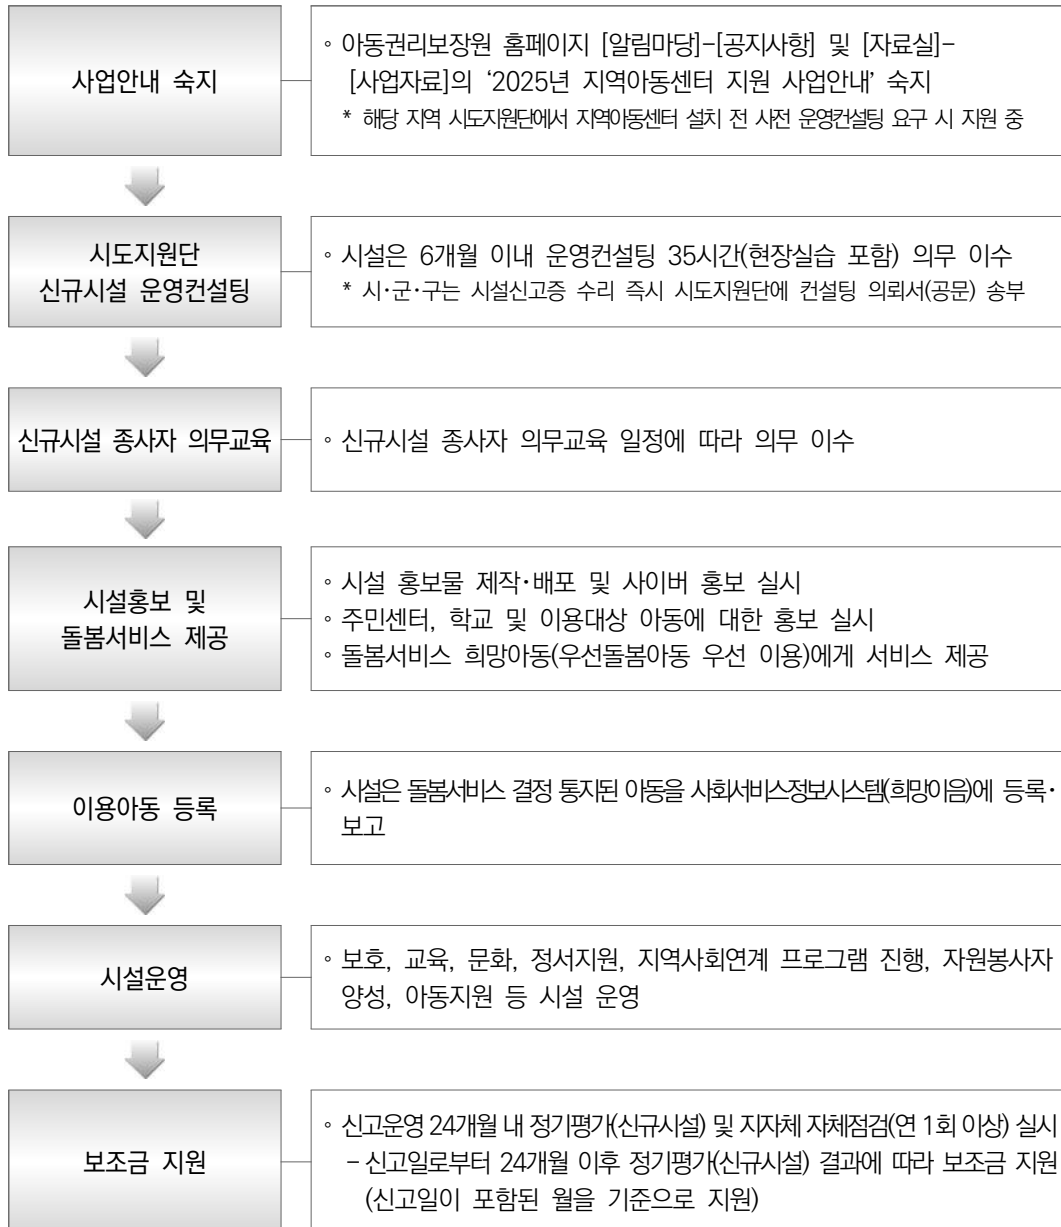 사업안내 숙지
◦ 아동권리보장원 홈페이지 [알림마당]-[공지사항] 및 [자료실]-
[사업자료]의 ‘2025년 지역아동센터 지원 사업안내’ 숙지
* 해당 지역 시도지원단에서 지역아동센터 설치 전 사전 운영컨설팅 요구 시 지원 중
시도지원단
신규시설 운영컨설팅
◦ 시설은 6개월 이내 운영컨설팅 35시간(현장실습 포함) 의무 이수
* 시·군·구는 시설신고증 수리 즉시 시도지원단에 컨설팅 의뢰서(공문) 송부
신규시설 종사자 의무교육
◦ 신규시설 종사자 의무교육 일정에 따라 의무 이수
시설홍보 및
돌봄서비스 제공
◦ 시설 홍보물 제작·배포 및 사이버 홍보 실시
◦ 주민센터, 학교 및 이용대상 아동에 대한 홍보 실시
◦ 돌봄서비스 희망아동(우선돌봄아동 우선 이용)에게 서비스 제공
이용아동 등록
◦ 시설은 돌봄서비스 결정 통지된 아동을 사회서비스정보시스템(희망이음)에 등록·
보고
시설운영
◦ 보호, 교육, 문화, 정서지원, 지역사회연계 프로그램 진행, 자원봉사자
양성, 아동지원 등 시설 운영
보조금 지원
◦ 신고운영 24개월 내 정기평가(신규시설) 및 지자체 자체점검(연 1회 이상) 실시
- 신고일로부터 24개월 이후 정기평가(신규시설) 결과에 따라 보조금 지원
(신고일이 포함된 월을 기준으로 지원)